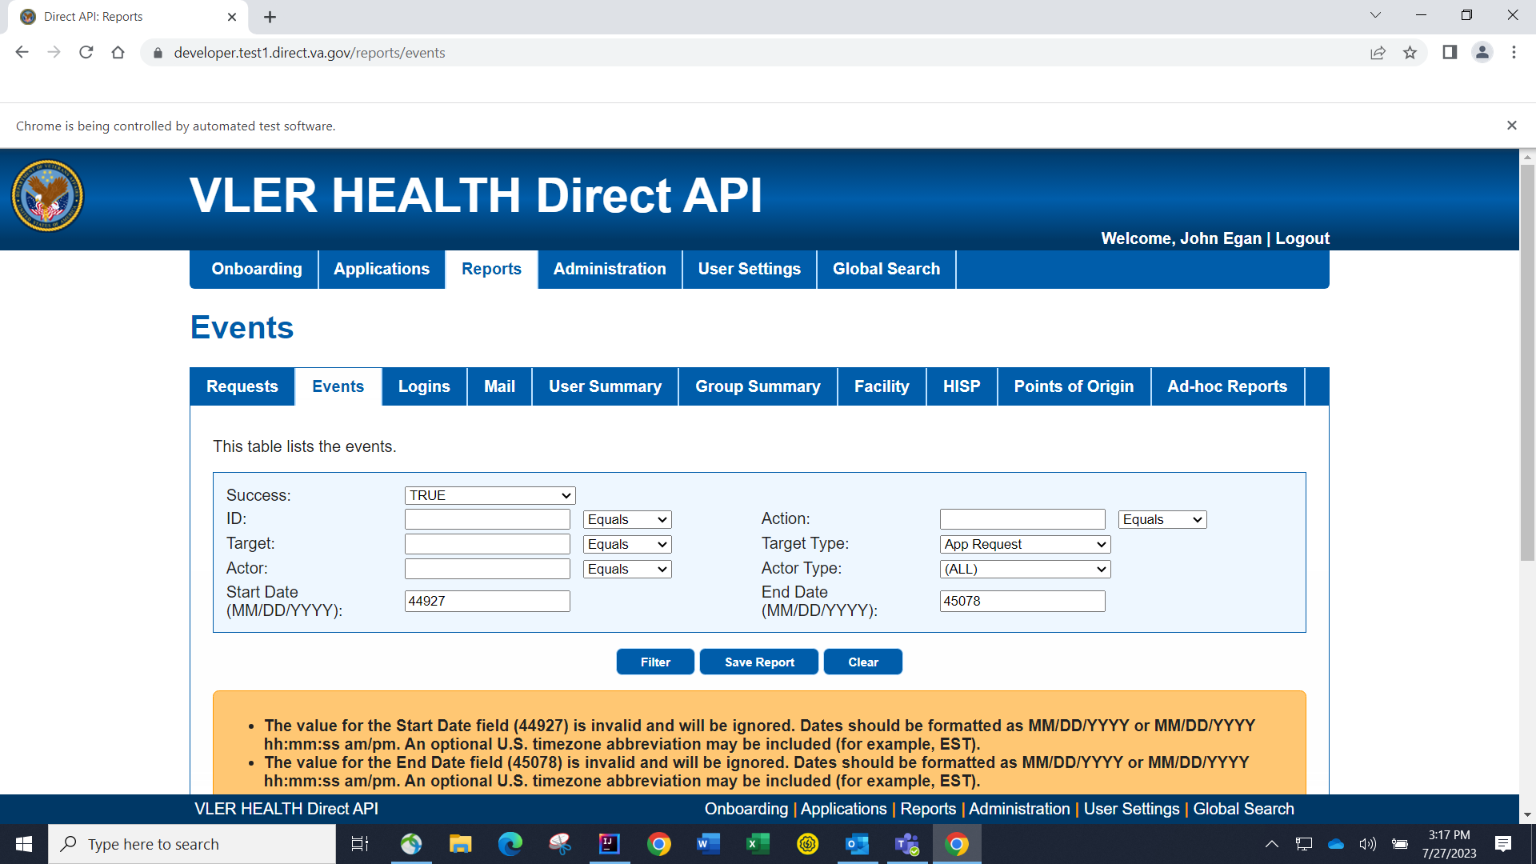 Direct API: Reports
developer.test1.direct.va.gov/reports/events
Chrome is being controlled by automated test software.
VLER HEALTH Direct API
Welcome, John Egan | Logout
Onboarding Applications Reports Administration User Settings Global Search
Events
Requests Events Logins Mail User Summary Group Summary Facility HISP Points of Origin Ad-hoc Reports
This table lists the events.
Success: TRUE
ID: Equals Action: Equals
Target: Equals Target Type: App Request
Actor: Equals Actor Type: (ALL)
Start Date (MM/DD/YYYY): 44927 End Date (MM/DD/YYYY): 45078
Filter Save Report Clear
• The value for the Start Date field (44927) is invalid and will be ignored. Dates should be formatted as MM/DD/YYYY or MM/DD/YYYY
hh:mm:ss am/pm. An optional U.S. timezone abbreviation may be included (for example, EST).
• The value for the End Date field (45078) is invalid and will be ignored. Dates should be formatted as MM/DD/YYYY or MM/DD/YYYY
hh:mm:ss am/pm. An optional U.S. timezone abbreviation may be included (for example, EST).
VLER HEALTH Direct API Onboarding | Applications | Reports | Administration | User Settings | Global Search
Type here to search
3:17 PM
7/27/2023